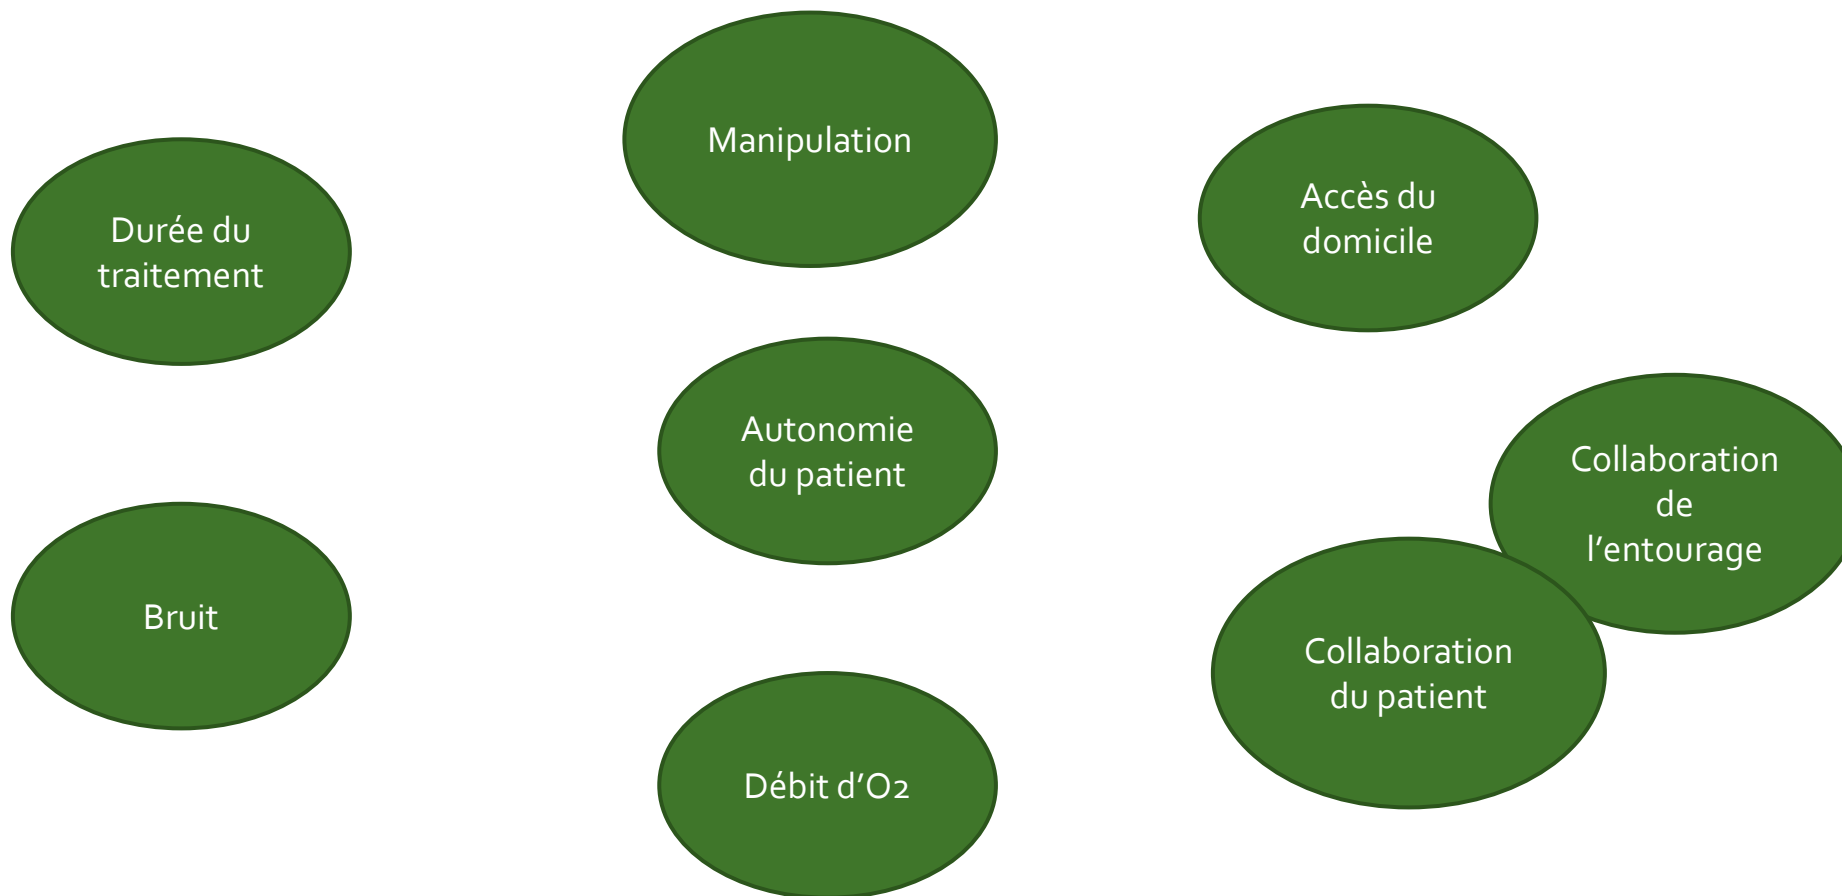 Manipulation
Accès du
domicile
Durée du
traitement
Autonomie
du patient
Collaboration
de
l'entourage
Bruit
Collaboration
du patient
Débit d'O2